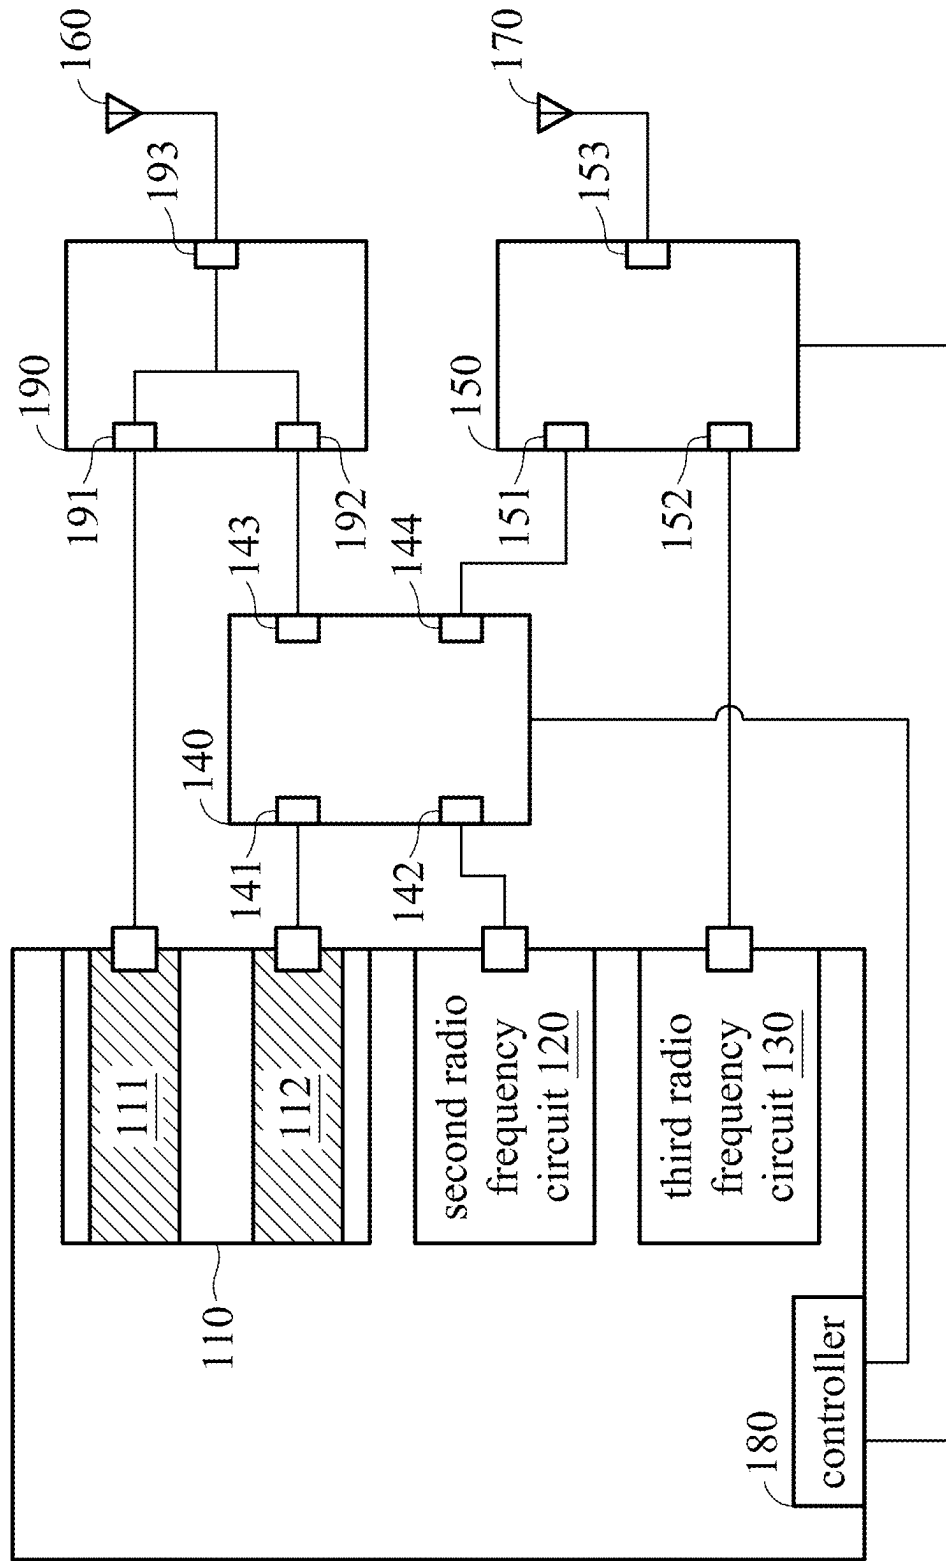 160
170
193
153
190
150
191
192
151
152
143
144
140
141
142
111
112
second radio
frequency
circuit 120
third radio
frequency
circuit 130
110
180
controller